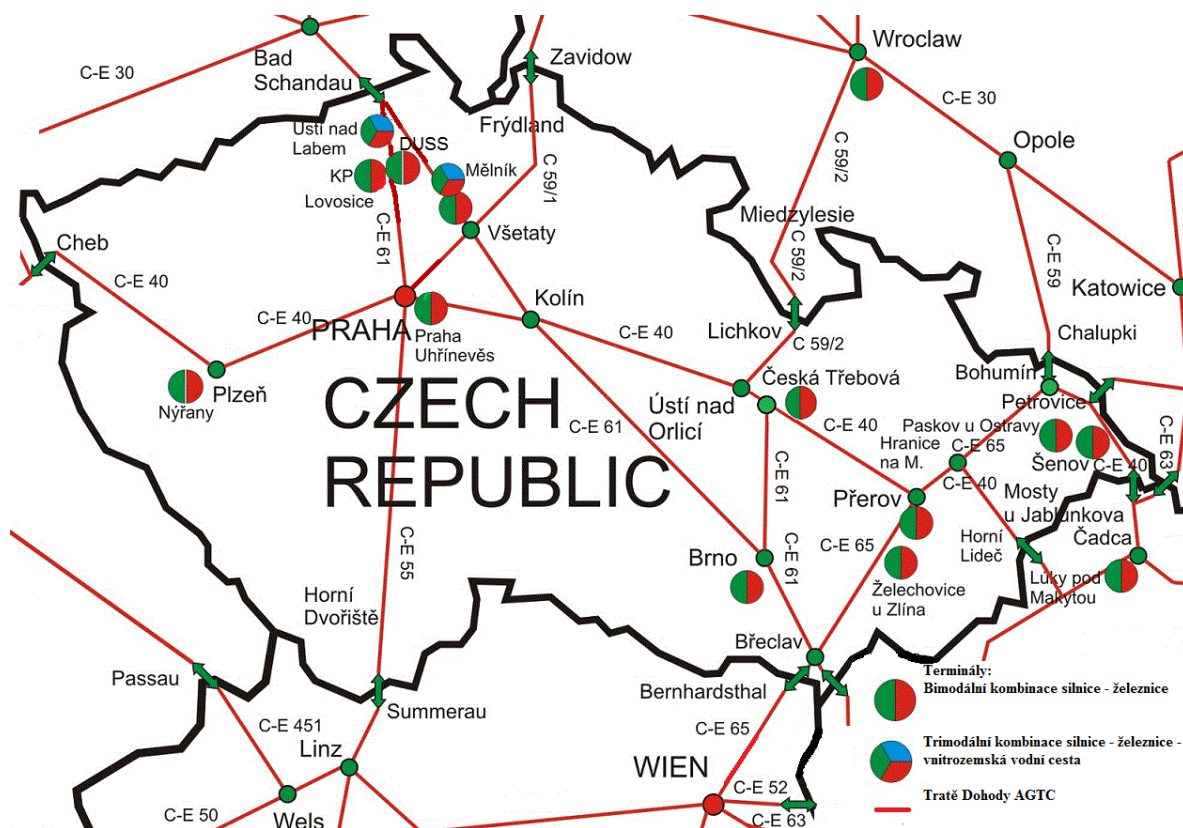 Bad
Schandau
C-E 30
Zavidow
Wroclaw
C-E 30
Frýdland
Ústí nad
Labem
DUSS
KP
Lovosice
Mělník
C 59/1
C 59/2
Opole
Miedzylesie
Všetaty
C-E 61
Cheb
C-E 40
C 59/2
C-E 59
Katowice
Kolín
C-E 40
PRAHA
Praha
Uhříněvěs
C-E 40
Lichkov
C 59/2
Chalupki
Plzeň
Nýřany
CZECH
REPUBLIC
Česká Třebová
Ústí nad
Orlicí
Bohumín
Petrovice
C-E 61
C-E 40
Paskov u Ostravy
Hranice
na M.
C-E 65
C-E 40
Šenov
C-E 40
C-E 63
Přerov
C-E 61
Mosty
u Jablunkova
Čadca
C-E 55
Brno
C-E 61
C-E 65
Horní
Lideč
Želechovice
u Zlína
Lúky pod
Makytou
Horní
Dvořiště
Břeclav
Passau
Summerau
Bernhardsthal
C-E 451
Linz
C-E 65
WIEN
C-E 52
C-E 50
Wels
C-E 63
Terminály:
Bimodální kombinace silnice - železnice
Trimodální kombinace silnice - železnice -
vnitrozemská vodní cesta
Tratě Dohody AGTC